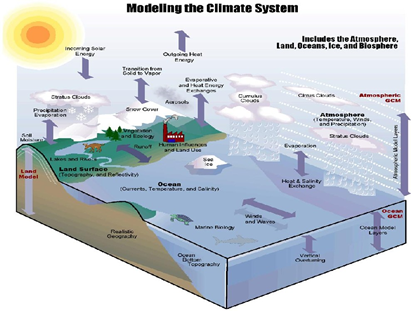 Modeling the Climate System
Includes the Atmosphere,
Land, Oceans, Ice, and Biosphere
Incoming Solar
Energy
Outgoing Heat
Energy
Transition from
Solid to Vapor
Evaporative
and Heat Energy
Exchanges
Stratus Clouds
Snow Cover
Aerosols
Cumulus
Clouds
Cirrus Clouds
Atmospheric
GCM
Precipitation
Evaporation
Atmosphere
(Temperature, Winds,
and Precipitation)
Stratus Clouds
Soil
Moisture
Vegetation
and Ecology
Runoff
Human Influences
and Land Use
Evaporation
Atmospheric Model Layers
Lakes and Rivers
Sea
Ice
Land
Model
Land Surface
(Topography and Reflectivity)
Ocean
(Currents, Temperature, and Salinity)
Heat & Salinity
Exchange
Ocean
GCM
Winds
and Waves
Marine Biology
Ocean Model
Layers
Realistic
Geography
Ocean
Bottom
Topography
Vertical
Overturning